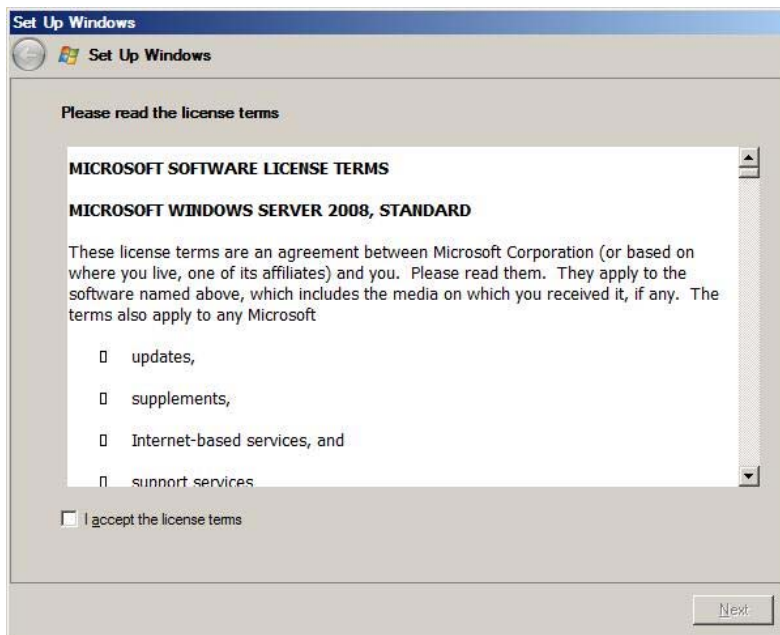 Set Up Windows
Set Up Windows
Please read the license terms
MICROSOFT SOFTWARE LICENSE TERMS
MICROSOFT WINDOWS SERVER 2008, STANDARD
These license terms are an agreement between Microsoft Corporation (or based on
where you live, one of its affiliates) and you.  Please read them.  They apply to the
software named above, which includes the media on which you received it, if any.  The
terms also apply to any Microsoft
▯ updates,
▯ supplements,
▯ Internet-based services, and
▯ support services
I accept the license terms
Next